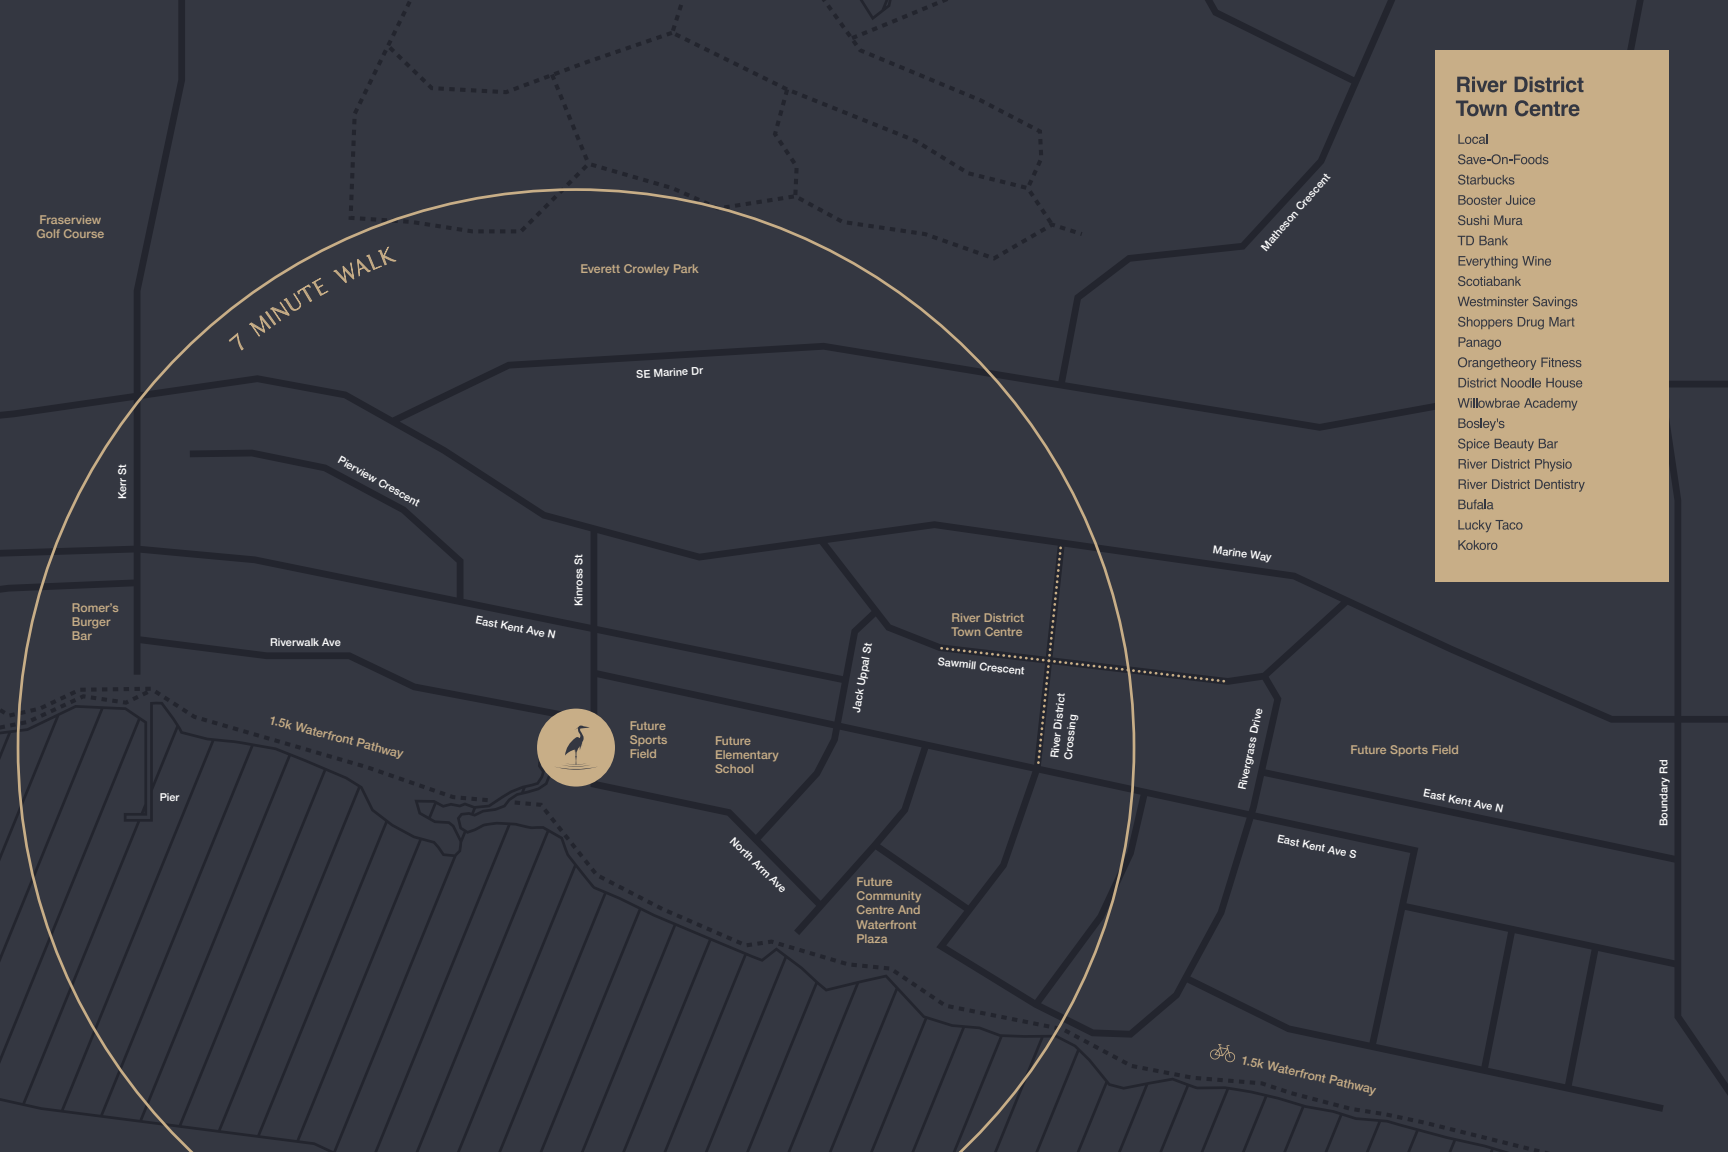 River District
Town Centre
Local
Save-On-Foods
Starbucks
Booster Juice
Sushi Mura
TD Bank
Everything Wine
Scotiabank
Westminster Savings
Shoppers Drug Mart
Panago
Orangetheory Fitness
District Noodle House
Willowbrae Academy
Bosley's
Spice Beauty Bar
River District Physio
River District Dentistry
Bufala
Lucky Taco
Kokoro
Matheson Crescent
Fraserview
Golf Course
7 MINUTE WALK
Everett Crowley Park
SE Marine Dr
Kerr St
Pierview Crescent
Kinross St
Marine Way
Romer's
Burger
Bar
Riverwalk Ave
East Kent Ave N
River District
Town Centre
Sawmill Crescent
Jack Uppal St
River District
Crossing
Rivergrass Drive
Future Sports Field
Boundary Rd
1.5k Waterfront Pathway
Future
Sports
Field
Future
Elementary
School
Pier
East Kent Ave N
East Kent Ave S
North Arm Ave
Future
Community
Centre And
Waterfront
Plaza
1.5k Waterfront Pathway